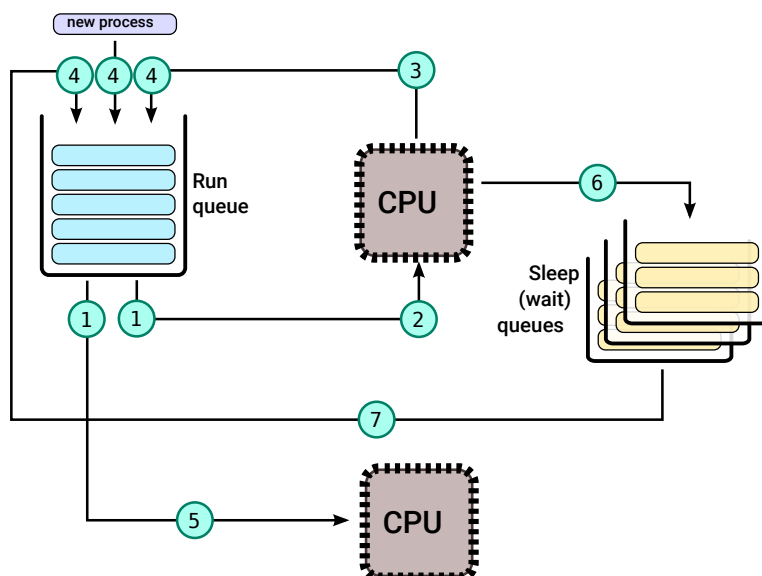 new process
4 4 4
3
Run
queue
CPU
6
Sleep
(wait)
queues
1 1
2
7
CPU
5